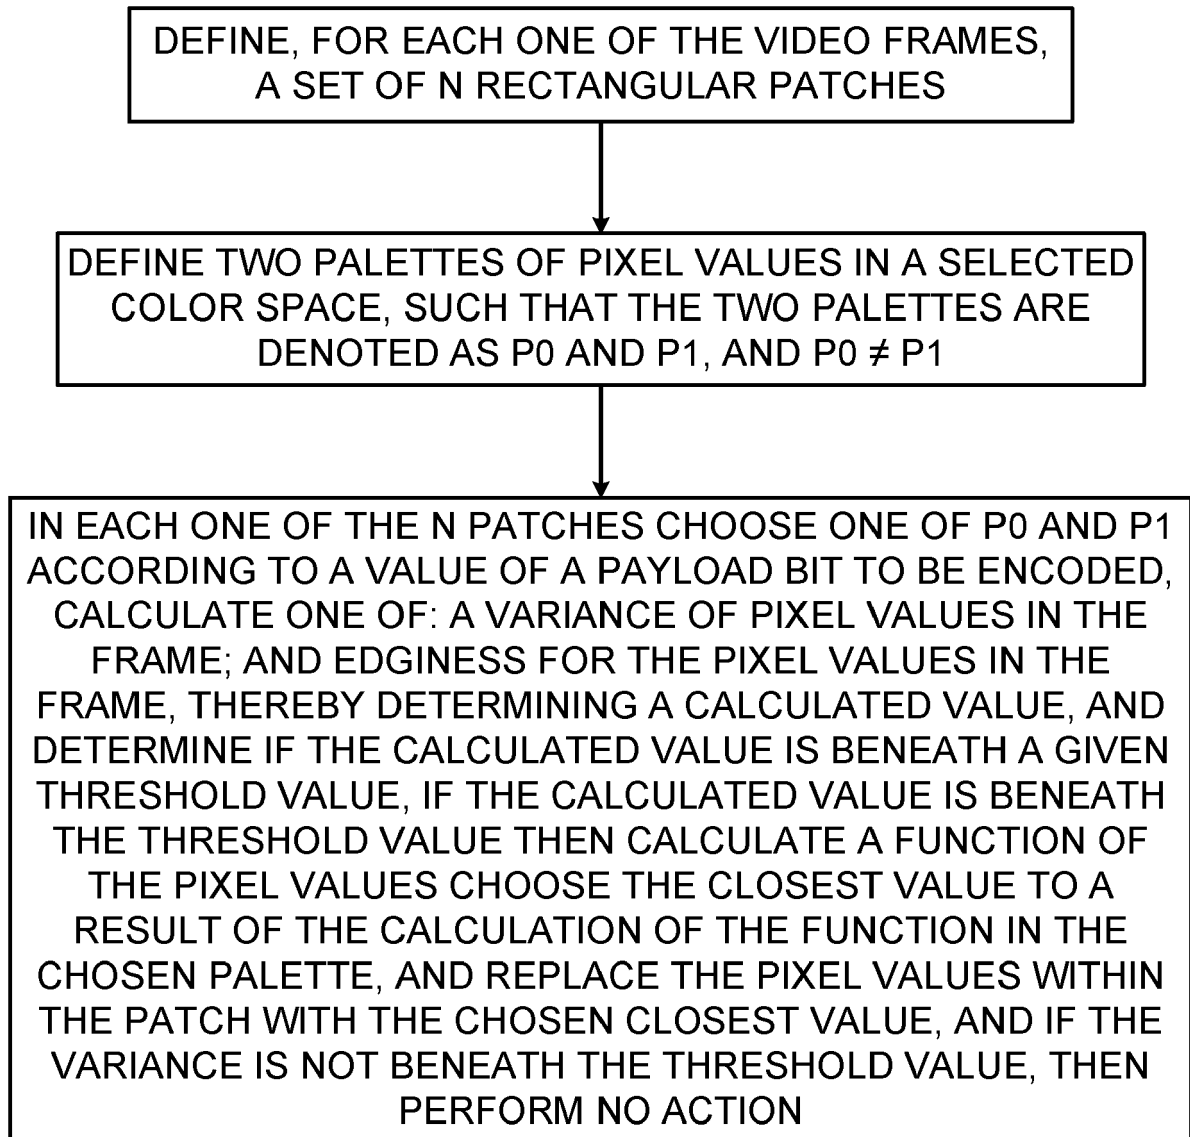 DEFINE, FOR EACH ONE OF THE VIDEO FRAMES,
A SET OF N RECTANGULAR PATCHES
DEFINE TWO PALETTES OF PIXEL VALUES IN A SELECTED
COLOR SPACE, SUCH THAT THE TWO PALETTES ARE
DENOTED AS P0 AND P1, AND P0 ≠ P1
IN EACH ONE OF THE N PATCHES CHOOSE ONE OF P0 AND P1
ACCORDING TO A VALUE OF A PAYLOAD BIT TO BE ENCODED,
CALCULATE ONE OF: A VARIANCE OF PIXEL VALUES IN THE
FRAME; AND EDGINESS FOR THE PIXEL VALUES IN THE
FRAME, THEREBY DETERMINING A CALCULATED VALUE, AND
DETERMINE IF THE CALCULATED VALUE IS BENEATH A GIVEN
THRESHOLD VALUE, IF THE CALCULATED VALUE IS BENEATH
THE THRESHOLD VALUE THEN CALCULATE A FUNCTION OF
THE PIXEL VALUES CHOOSE THE CLOSEST VALUE TO A
RESULT OF THE CALCULATION OF THE FUNCTION IN THE
CHOSEN PALETTE, AND REPLACE THE PIXEL VALUES WITHIN
THE PATCH WITH THE CHOSEN CLOSEST VALUE, AND IF THE
VARIANCE IS NOT BENEATH THE THRESHOLD VALUE, THEN
PERFORM NO ACTION